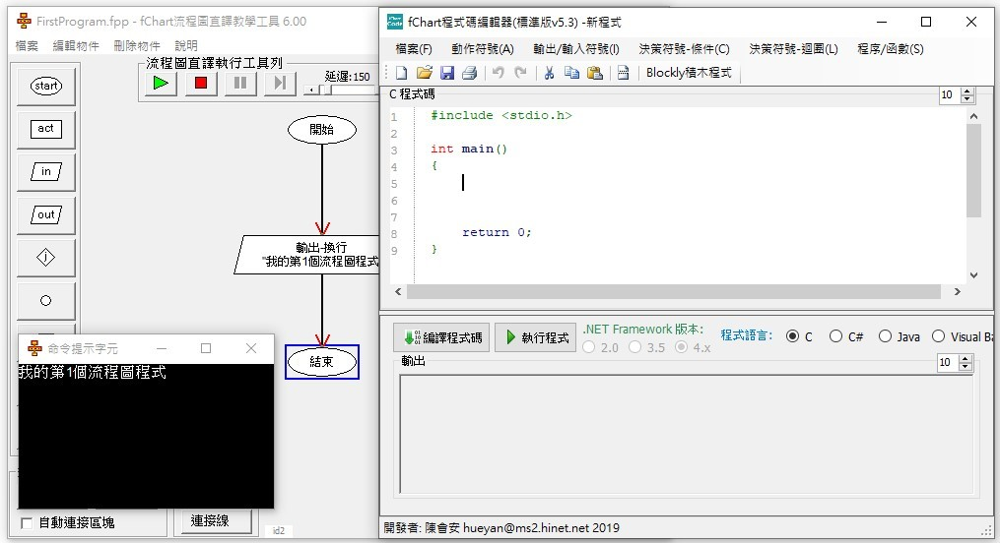 FirstProgram.fpp - fChart流程圖直譯教學工具 6.00
檔案 編輯物件 刪除物件 說明
流程圖直譯執行工具列
延遲:150
start
act
in
out
開始
輸出-換行
"我的第1個流程圖程式
結束
命令提示字元
我的第1個流程圖程式
自動連接區塊
連接線
id2
fChart程式碼編輯器(標準版v5.3) -新程式
檔案(F) 動作符號(A) 輸出/輸入符號(I) 決策符號-條件(C) 決策符號-迴圈(L) 程序/函數(S)
Blockly積木程式
C 程式碼
10
1 #include <stdio.h>
2
3 int main()
4 {
5
6
7
8 return 0;
9 }
編譯程式碼
執行程式
.NET Framework 版本:
2.0 3.5 4.x
程式語言: C C# Java Visual Ba
輸出
10
開發者: 陳會安 hueyan@ms2.hinet.net 2019